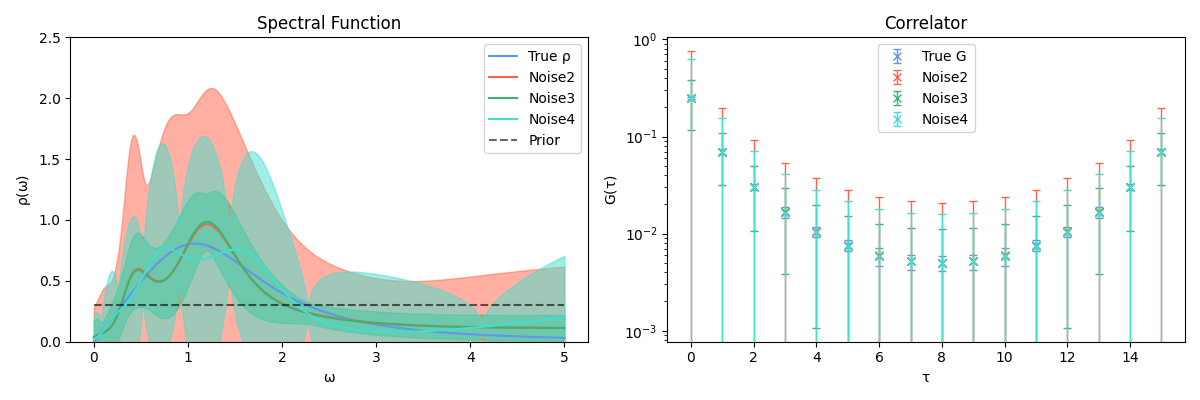 Spectral Function
2.5
2.0
1.5
1.0
0.5
0.0
ρ(ω)
0 1 2 3 4 5
ω
True ρ
Noise2
Noise3
Noise4
Prior
Correlator
10⁰
10⁻¹
10⁻²
10⁻³
G(τ)
0 2 4 6 8 10 12 14
τ
True G
Noise2
Noise3
Noise4